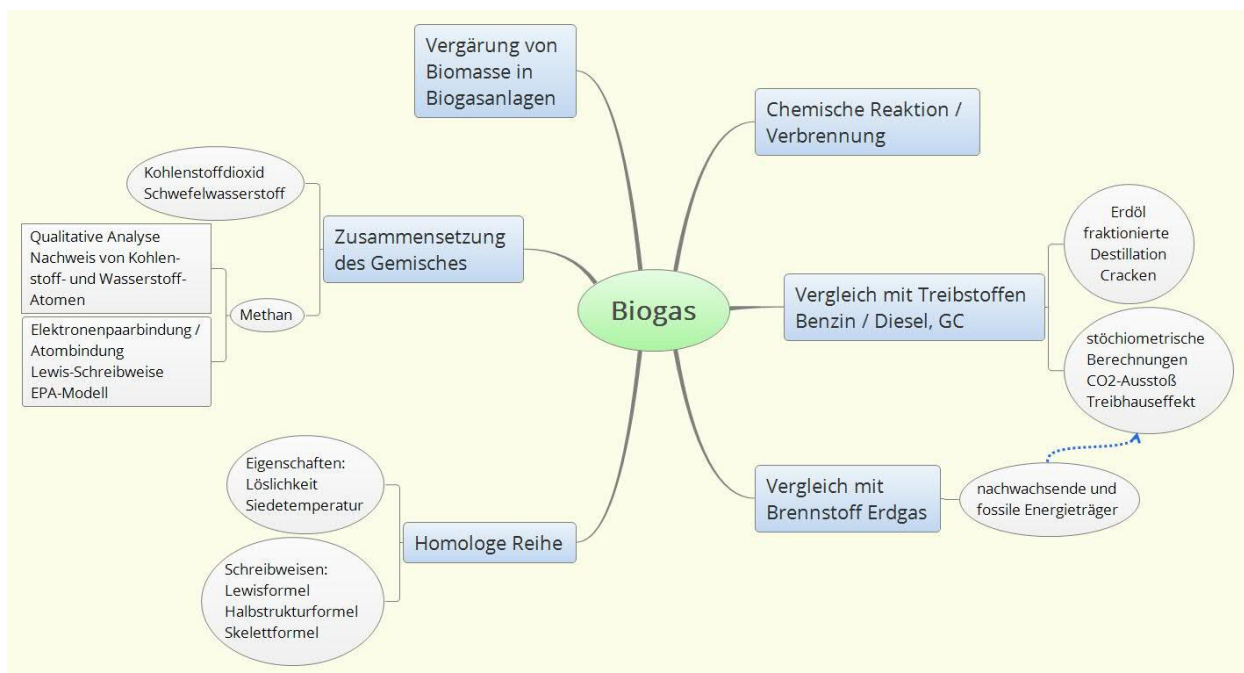 Vergärung von
Biomasse in
Biogasanlagen
Chemische Reaktion /
Verbrennung
Kohlenstoffdioxid
Schwefelwasserstoff
Qualitative Analyse
Nachweis von Kohlen-
stoff- und Wasserstoff-
Atomen
Zusammensetzung
des Gemisches
Methan
Elektronenpaarbindung /
Atombindung
Lewis-Schreibweise
EPA-Modell
Biogas
Vergleich mit Treibstoffen
Benzin / Diesel, GC
Erdöl
fraktionierte
Destillation
Cracken
stöchiometrische
Berechnungen
CO2-Ausstoß
Treibhauseffekt
Vergleich mit
Brennstoff Erdgas
nachwachsende und
fossile Energieträger
Eigenschaften:
Löslichkeit
Siedetemperatur
Homologe Reihe
Schreibweisen:
Lewisformel
Halbstrukturformel
Skelettformel